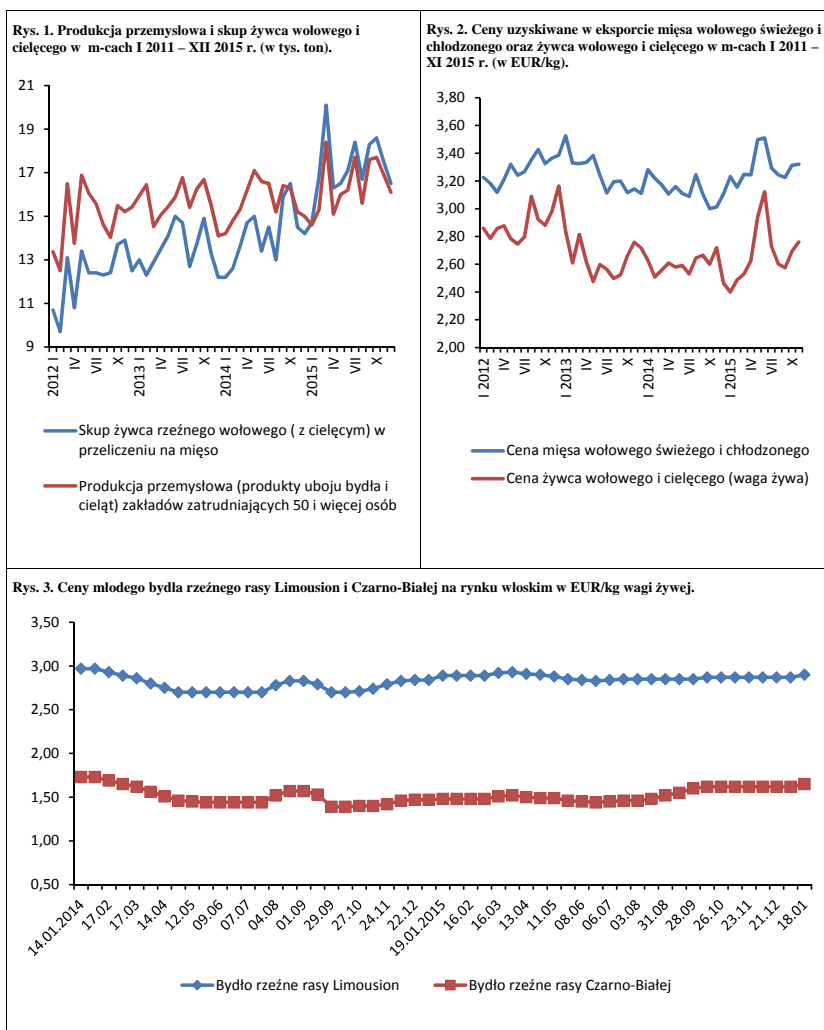 Rys. 1. Produkcja przemysłowa i skup żywca wołowego i
cielęcego w m-cach I 2011 – XII 2015 r. (w tys. ton).
21
19
17
15
13
11
9
2012 I
IV
VII
X
2013 I
IV
VII
X
2014 I
IV
VII
X
2015 I
IV
VII
X
Skup żywca rzeźnego wołowego ( z cielęcym) w
przeliczeniu na mięso
Produkcja przemysłowa (produkty uboju bydła i
cieląt) zakładów zatrudniających 50 i więcej osób
Rys. 2. Ceny uzyskiwane w eksporcie mięsa wołowego świeżego i
chłodzonego oraz żywca wołowego i cielęcego w m-cach I 2011 –
XI 2015 r. (w EUR/kg).
3,80
3,60
3,40
3,20
3,00
2,80
2,60
2,40
2,20
2,00
I 2012
IV
VII
X
I 2013
IV
VII
X
I 2014
IV
VII
X
I 2015
IV
VII
X
Cena mięsa wołowego świeżego i chłodzonego
Cena żywca wołowego i cielęcego (waga żywa)
Rys. 3. Ceny młodego bydła rzeźnego rasy Limousion i Czarno-Białej na rynku włoskim w EUR/kg wagi żywej.
3,50
3,00
2,50
2,00
1,50
1,00
0,50
14.01.2014
17.02
17.03
14.04
12.05
09.06
07.07
04.08
01.09
29.09
27.10
24.11
22.12
19.01.2015
16.02
16.03
13.04
11.05
08.06
06.07
03.08
31.08
28.09
26.10
23.11
21.12
18.01
Bydło rzeźne rasy Limousion
Bydło rzeźne rasy Czarno-Białej